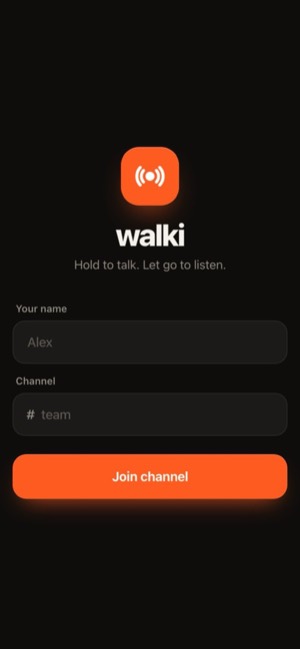 walki
Hold to talk. Let go to listen.
Your name
Alex
Channel
# team
Join channel